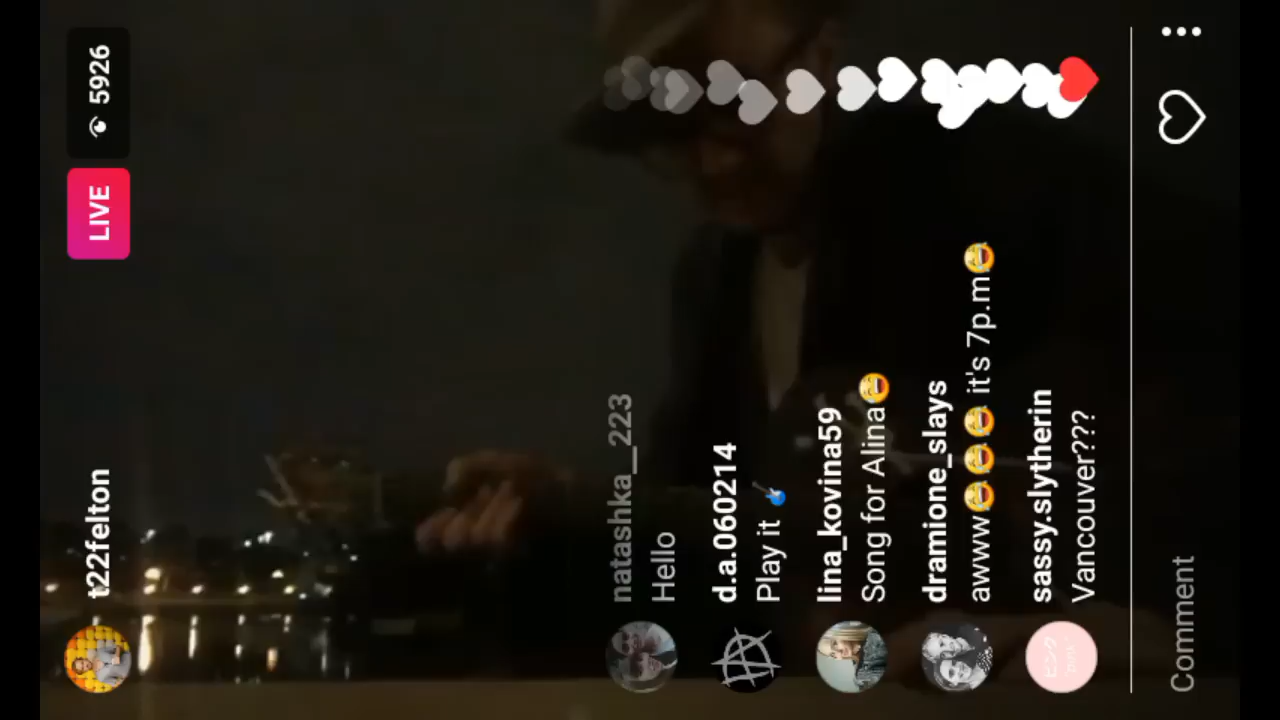 t22felton
LIVE
5926
natashka__223
Hello
d.a.060214
Play it 🎸
lina_kovina59
Song for Alina😂
dramione_slays
awww😂😂😂 it's 7p.m😂
sassy.slytherin
Vancouver???
Comment